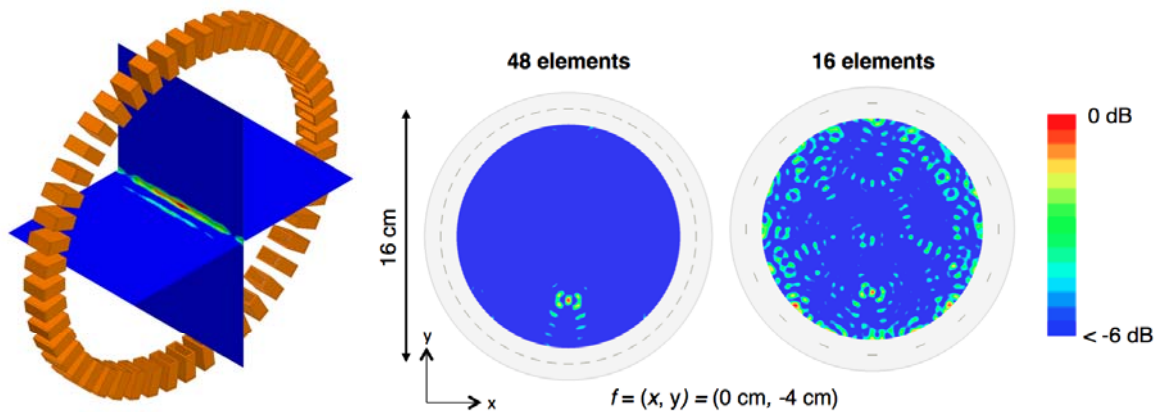 48 elements
16 elements
0 dB
16 cm
< -6 dB
y
x
f = (x, y) = (0 cm, -4 cm)